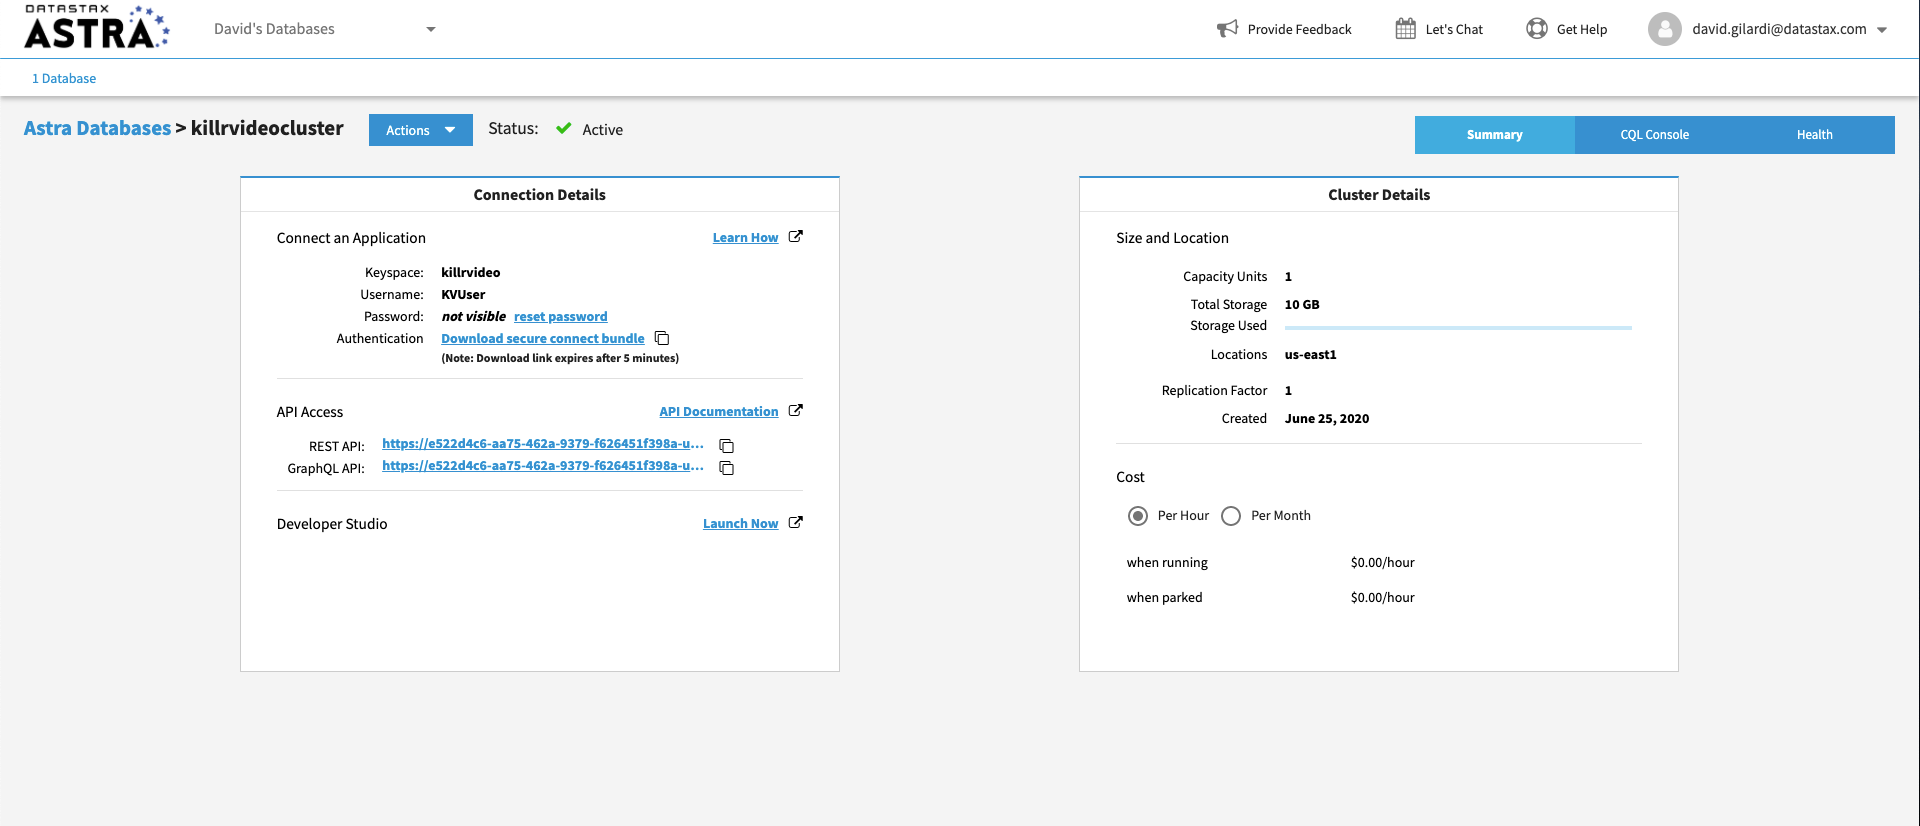 DATASTAX
ASTRA
David's Databases
Provide Feedback
Let's Chat
Get Help
david.gilardi@datastax.com
1 Database
Astra Databases > killrvideocluster
Actions
Status: Active
Summary
CQL Console
Health
Connection Details
Connect an Application
Learn How
Keyspace: killrvideo
Username: KVUser
Password: not visible reset password
Authentication Download secure connect bundle
(Note: Download link expires after 5 minutes)
API Access
API Documentation
REST API: https://e522d4c6-aa75-462a-9379-f626451f398a-u...
GraphQL API: https://e522d4c6-aa75-462a-9379-f626451f398a-u...
Developer Studio
Launch Now
Cluster Details
Size and Location
Capacity Units 1
Total Storage 10 GB
Storage Used
Locations us-east1
Replication Factor 1
Created June 25, 2020
Cost
Per Hour
Per Month
when running $0.00/hour
when parked $0.00/hour